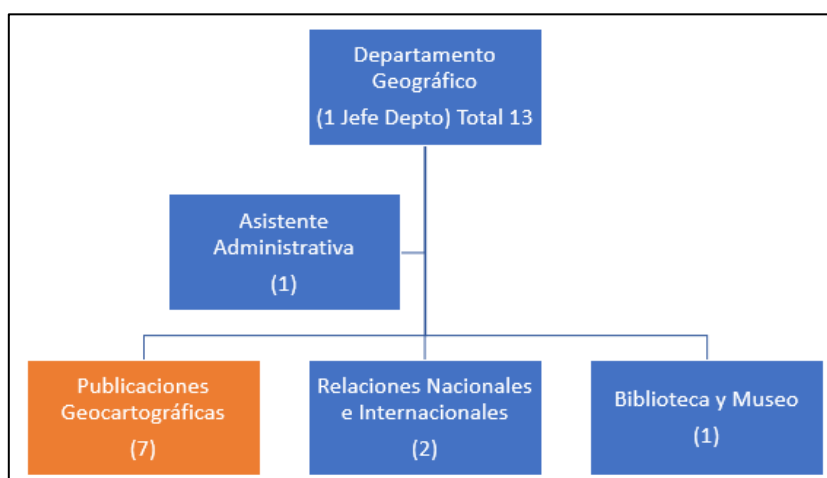 Departamento
Geográfico
(1 Jefe Depto) Total 13
Asistente
Administrativa
(1)
Publicaciones
Geocartográficas
(7)
Relaciones Nacionales
e Internacionales
(2)
Biblioteca y Museo
(1)